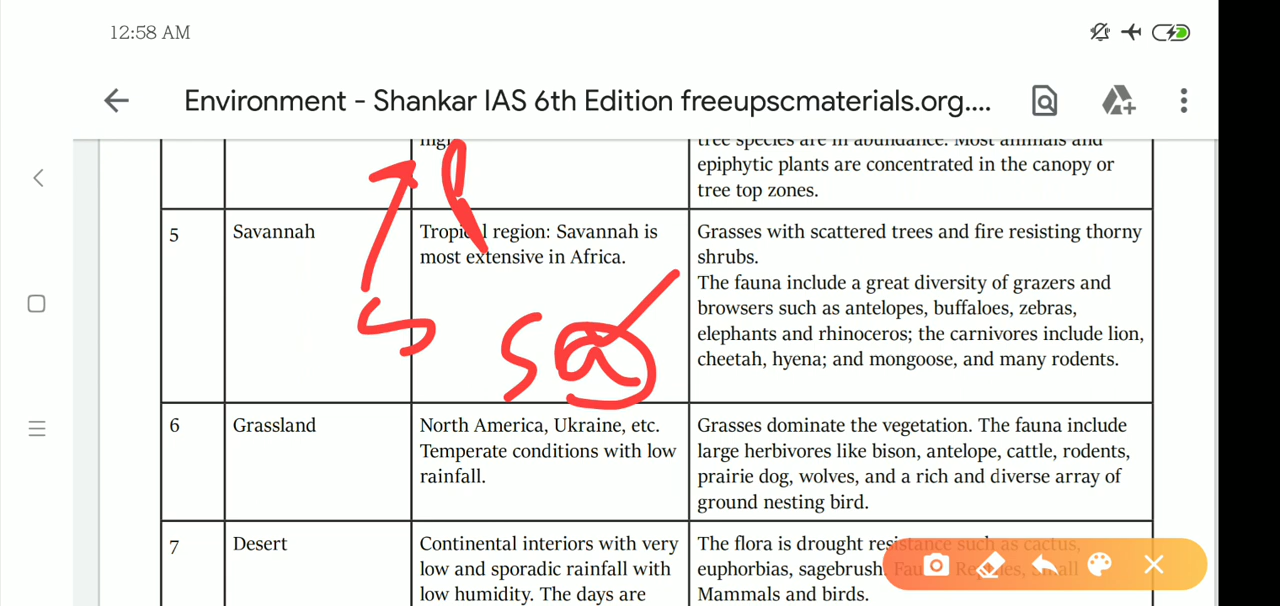 12:58 AM
Environment - Shankar IAS 6th Edition freeupscmaterials.org....
tree species are in abundance. Most animals and
epiphytic plants are concentrated in the canopy or
tree top zones.
5
Savannah
Tropical region: Savannah is
most extensive in Africa.
Grasses with scattered trees and fire resisting thorny
shrubs.
The fauna include a great diversity of grazers and
browsers such as antelopes, buffaloes, zebras,
elephants and rhinoceros; the carnivores include lion,
cheetah, hyena; and mongoose, and many rodents.
6
Grassland
North America, Ukraine, etc.
Temperate conditions with low
rainfall.
Grasses dominate the vegetation. The fauna include
large herbivores like bison, antelope, cattle, rodents,
prairie dog, wolves, and a rich and diverse array of
ground nesting bird.
7
Desert
Continental interiors with very
low and sporadic rainfall with
low humidity. The days are
The flora is drought resistance such as cactus,
euphorbias, sagebrush. Fauna: Reptiles, Small
Mammals and birds.